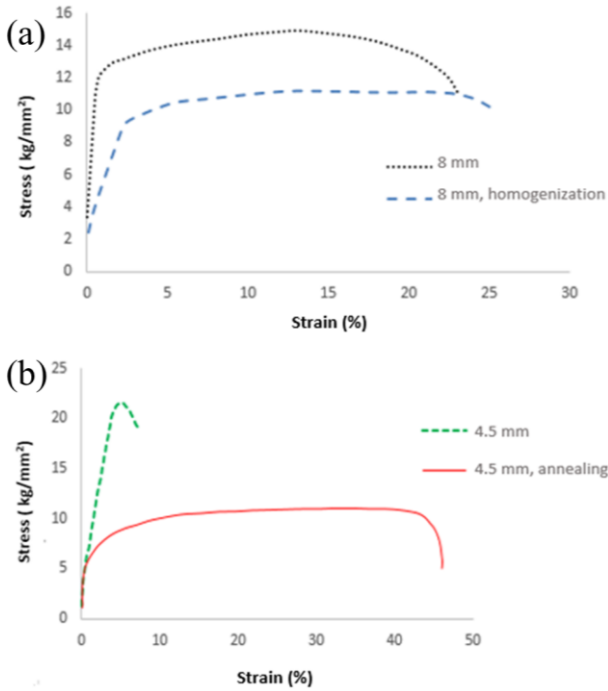 (a)
16
14
12
10
8
6
4
2
0
Stress ( kg/mm²)
8 mm
8 mm, homogenization
0 5 10 15 20 25 30
Strain (%)
(b)
25
20
15
10
5
0
Stress ( kg/mm²)
4.5 mm
4.5 mm, annealing
0 10 20 30 40 50
Strain (%)